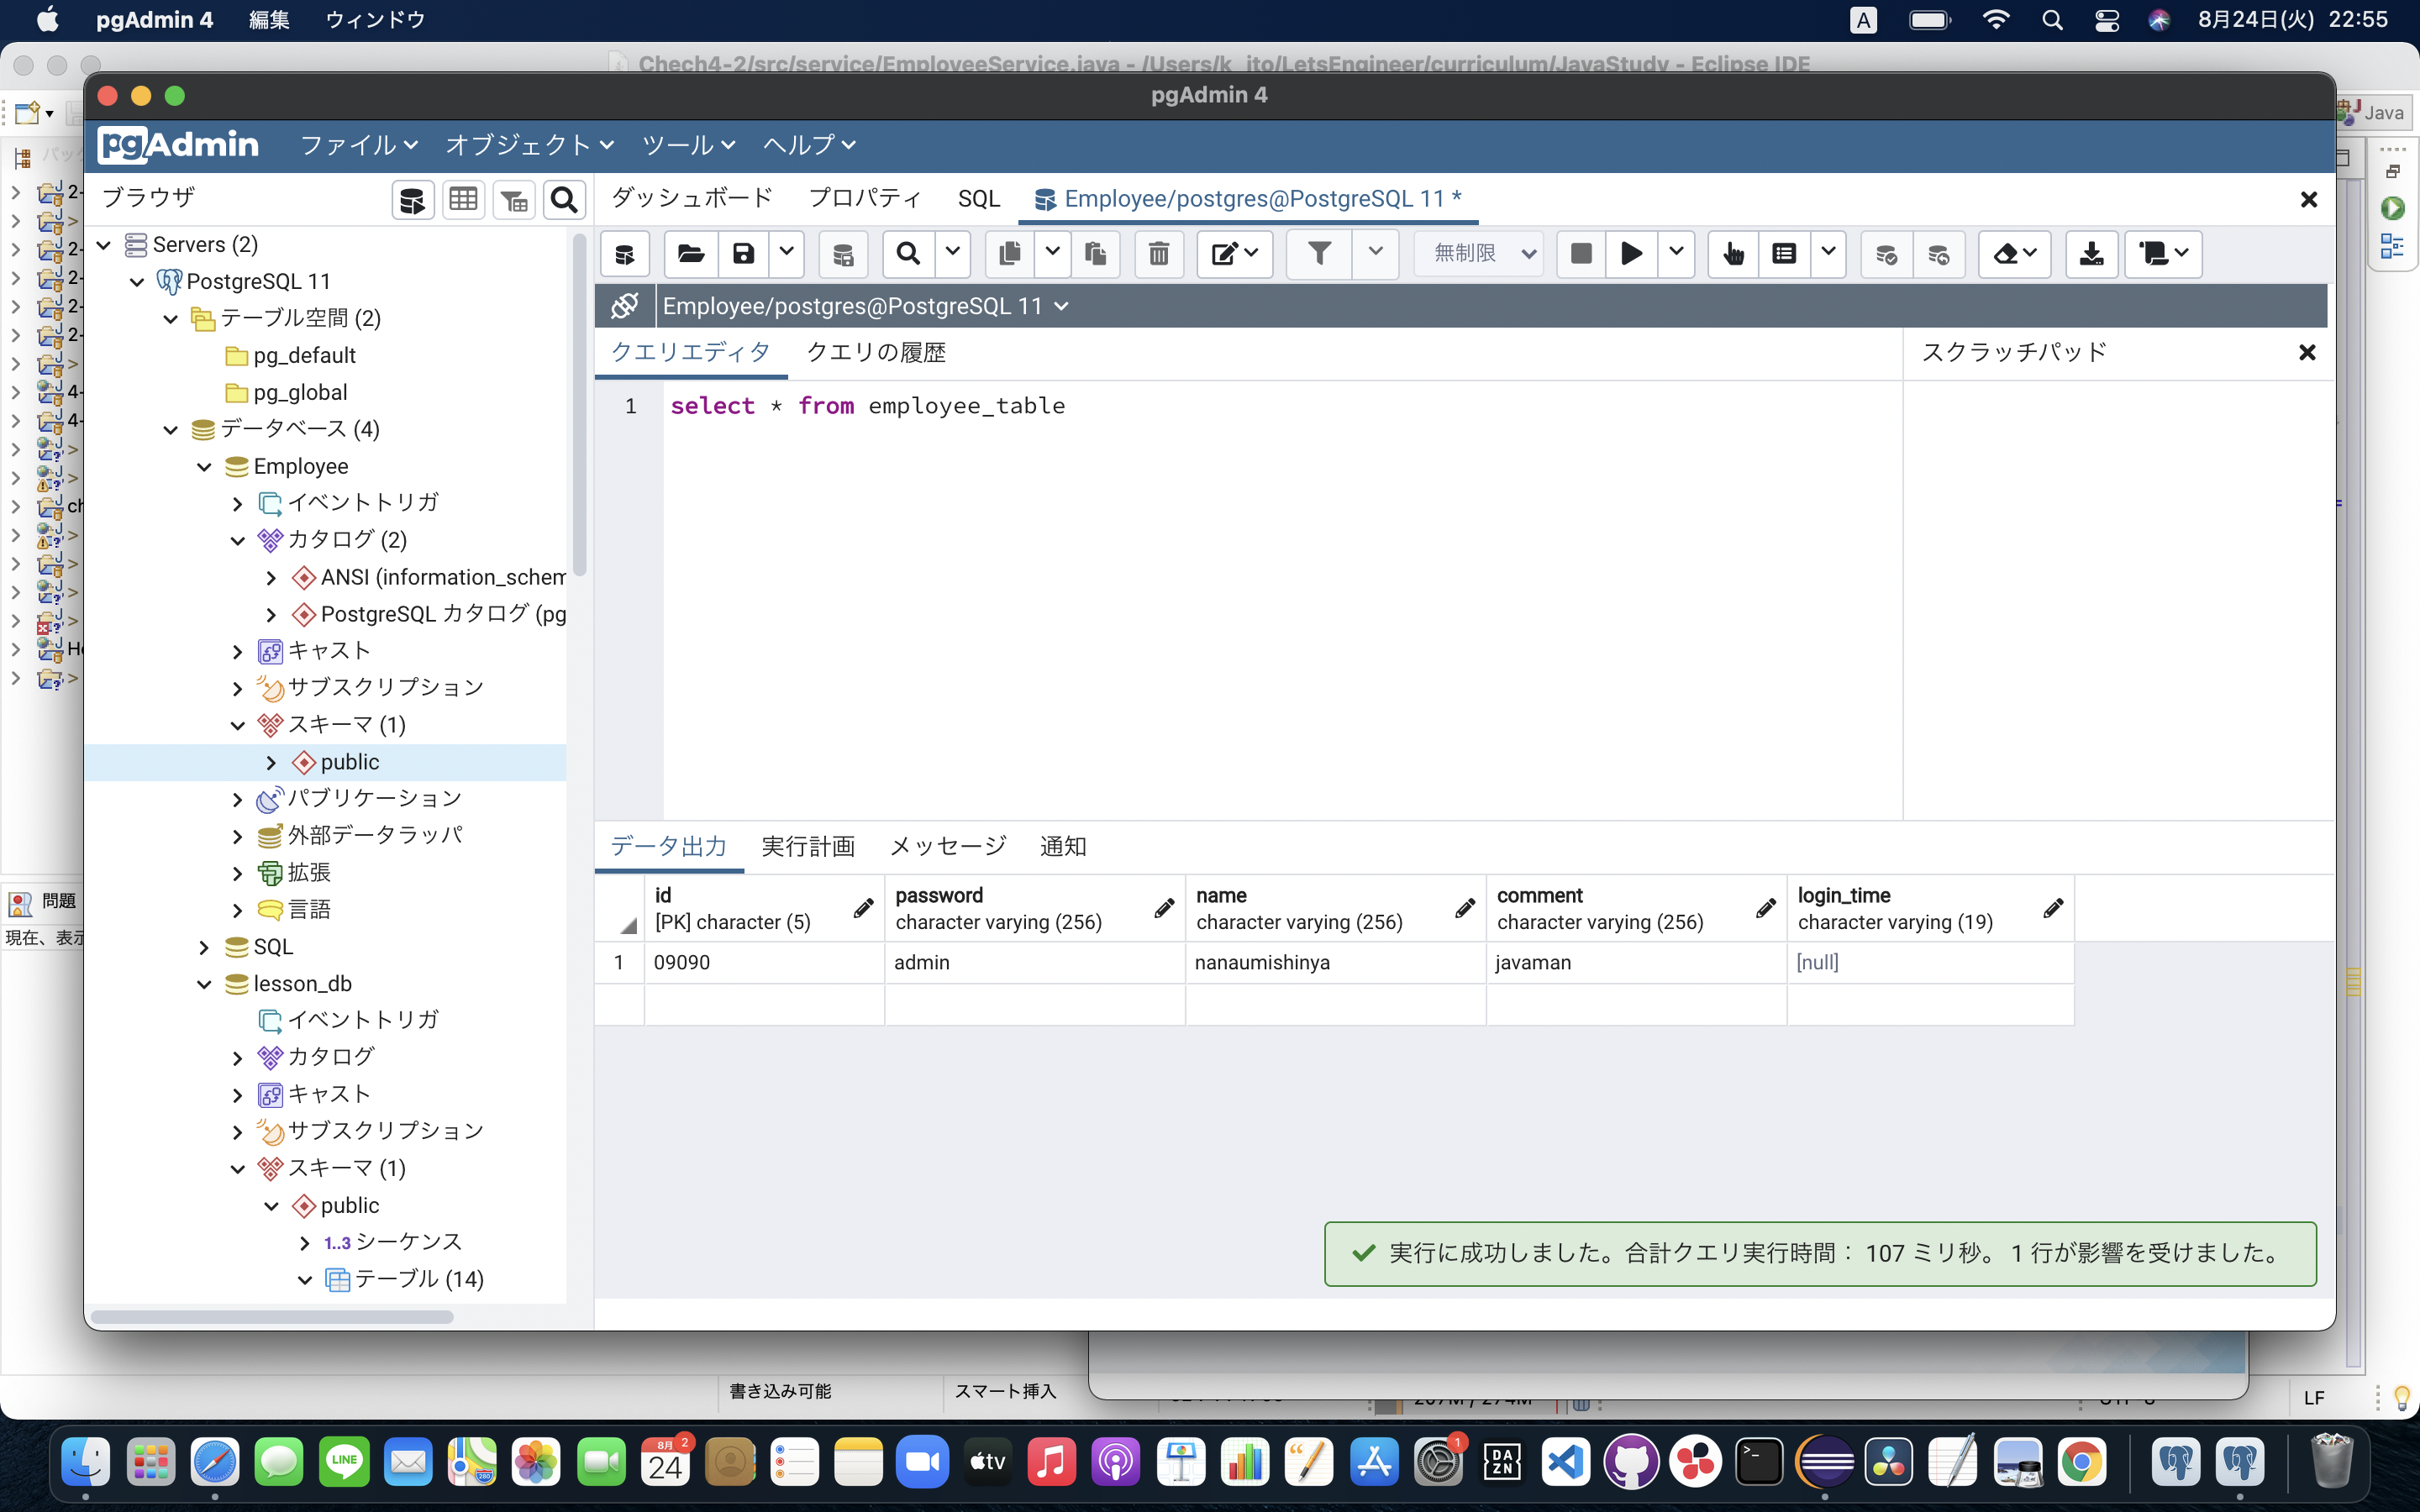 pgAdmin 4 編集 ウィンドウ
A 8月24日(火) 22:55
Chech4-2/src/service/EmployeeService.java - /Users/k_ito/LetsEngineer/curriculum/JavaStudy - Eclipse IDE
pgAdmin 4
Java
pgAdmin ファイル オブジェクト ツール ヘルプ
ブラウザ
ダッシュボード プロパティ SQL Employee/postgres@PostgreSQL 11 *
無制限
Employee/postgres@PostgreSQL 11
クエリエディタ クエリの履歴
スクラッチパッド
1 select * from employee_table
Servers (2)
PostgreSQL 11
テーブル空間 (2)
pg_default
pg_global
データベース (4)
Employee
イベントトリガ
カタログ (2)
ANSI (information_schem
PostgreSQL カタログ (pg
キャスト
サブスクリプション
スキーマ (1)
public
パブリケーション
外部データラッパ
拡張
言語
SQL
lesson_db
イベントトリガ
カタログ
キャスト
サブスクリプション
スキーマ (1)
public
1..3 シーケンス
テーブル (14)
データ出力 実行計画 メッセージ 通知
id password name comment login_time
[PK] character (5) character varying (256) character varying (256) character varying (256) character varying (19)
1 09090 admin nanaumishinya javaman [null]
実行に成功しました。合計クエリ実行時間： 107 ミリ秒。 1 行が影響を受けました。
問題
現在、表示
書き込み可能 スマート挿入
LF
LINE
280
8月
24
2
tv
1
DA
ZN